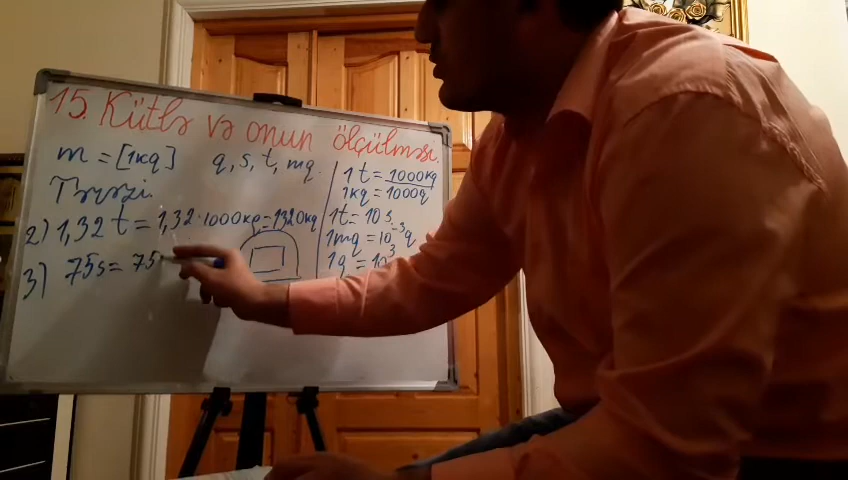 15. Kütlə və onun ölçülməsi.
m = [1kq] q, s, t, mq.
Tərəzi.
2) 1,32 t = 1,32·1000kq = 1320kq
3) 75s = 75
1t = 1000kq
1kq = 1000q
1t = 10 s
1mq = 10⁻³q
1q = 10³